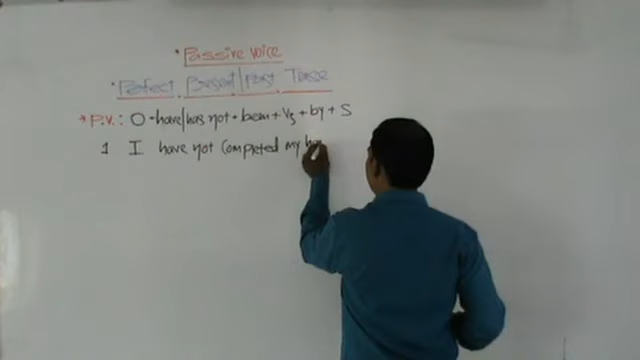 • Passive Voice
• Perfect Present/Past Tense
* P.V.: O + have/has not + been + V3 + by + S
1 I have not Completed my